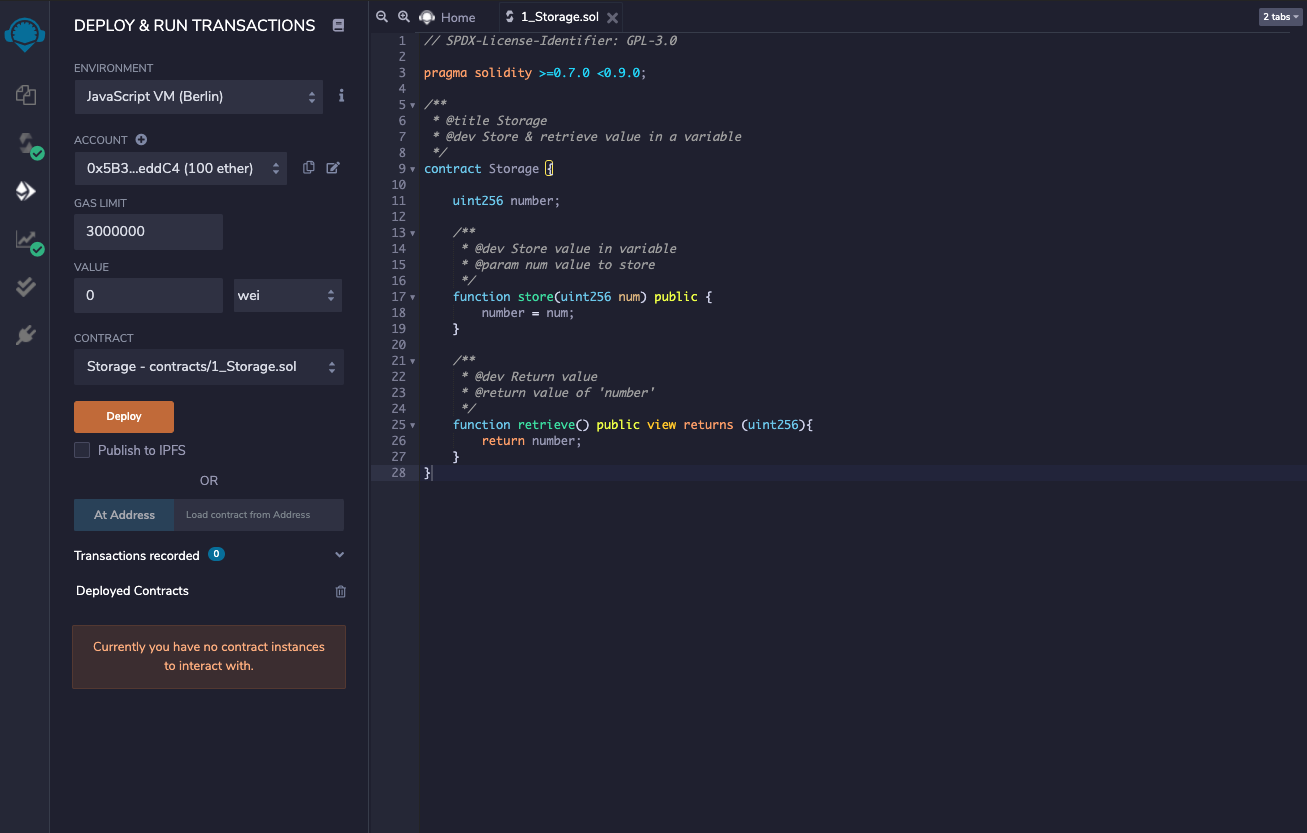 DEPLOY & RUN TRANSACTIONS
ENVIRONMENT
JavaScript VM (Berlin)
i
ACCOUNT
0x5B3...eddC4 (100 ether)
GAS LIMIT
3000000
VALUE
0
wei
CONTRACT
Storage - contracts/1_Storage.sol
Deploy
Publish to IPFS
OR
At Address
Load contract from Address
Transactions recorded 0
Deployed Contracts
Currently you have no contract instances
to interact with.
Home
1_Storage.sol
2 tabs
1 // SPDX-License-Identifier: GPL-3.0
2
3 pragma solidity >=0.7.0 <0.9.0;
4
5 /**
6  * @title Storage
7  * @dev Store & retrieve value in a variable
8  */
9 contract Storage {
10
11     uint256 number;
12
13     /**
14      * @dev Store value in variable
15      * @param num value to store
16      */
17     function store(uint256 num) public {
18         number = num;
19     }
20
21     /**
22      * @dev Return value
23      * @return value of 'number'
24      */
25     function retrieve() public view returns (uint256){
26         return number;
27     }
28 }